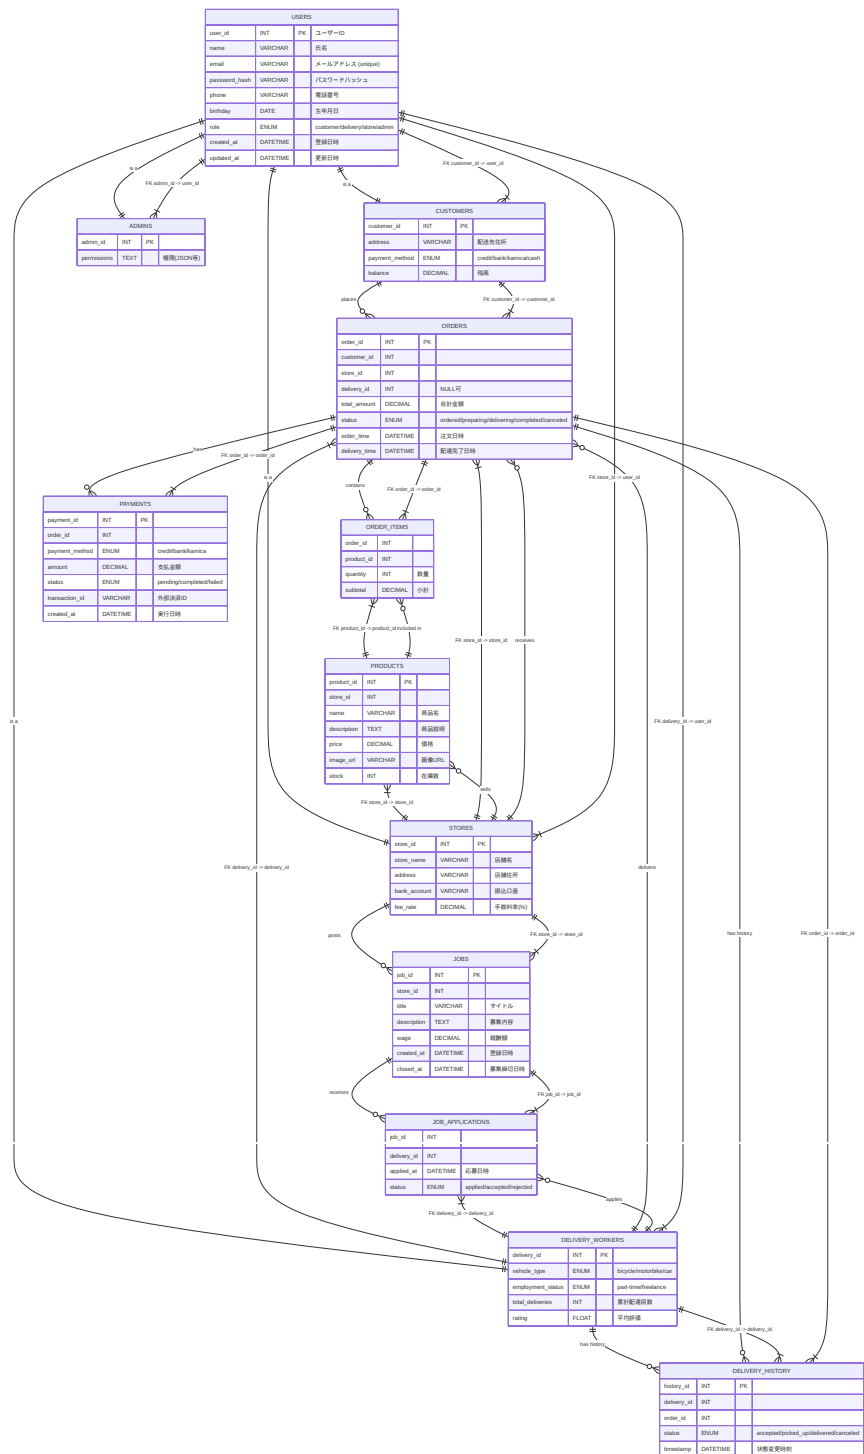 USERS
user_id INT PK ユーザーID
name VARCHAR 氏名
email VARCHAR メールアドレス (unique)
password_hash VARCHAR パスワードハッシュ
phone VARCHAR 電話番号
birthday DATE 生年月日
role ENUM customer/delivery/store/admin
created_at DATETIME 登録日時
updated_at DATETIME 更新日時
is a
FK admin_id -> user_id
is a
FK customer_id -> user_id
ADMINS
admin_id INT PK
permissions TEXT 権限(JSON等)
CUSTOMERS
customer_id INT PK
address VARCHAR 配送先住所
payment_method ENUM credit/bank/kamica/cash
balance DECIMAL 残高
places
FK customer_id -> customer_id
ORDERS
order_id INT PK
customer_id INT
store_id INT
delivery_id INT NULL可
total_amount DECIMAL 合計金額
status ENUM ordered/preparing/delivering/completed/canceled
order_time DATETIME 注文日時
delivery_time DATETIME 配達完了日時
has
FK order_id -> order_id
is a
contains
FK order_id -> order_id
FK store_id -> user_id
PAYMENTS
payment_id INT PK
order_id INT
payment_method ENUM credit/bank/kamica
amount DECIMAL 支払金額
status ENUM pending/completed/failed
transaction_id VARCHAR 外部決済ID
created_at DATETIME 実行日時
ORDER_ITEMS
order_id INT
product_id INT
quantity INT 数量
subtotal DECIMAL 小計
FK product_id -> product_id
included in
FK store_id -> store_id
receives
PRODUCTS
product_id INT PK
store_id INT
name VARCHAR 商品名
description TEXT 商品説明
price DECIMAL 価格
image_url VARCHAR 画像URL
stock INT 在庫数
is a
FK delivery_id -> user_id
sells
FK store_id -> store_id
STORES
store_id INT PK
store_name VARCHAR 店舗名
address VARCHAR 店舗住所
bank_account VARCHAR 振込口座
fee_rate DECIMAL 手数料率(%)
FK delivery_id -> delivery_id
delivers
posts
FK store_id -> store_id
has history
FK order_id -> order_id
JOBS
job_id INT PK
store_id INT
title VARCHAR タイトル
description TEXT 募集内容
wage DECIMAL 報酬額
created_at DATETIME 登録日時
closed_at DATETIME 募集締切日時
receives
FK job_id -> job_id
JOB_APPLICATIONS
job_id INT
delivery_id INT
applied_at DATETIME 応募日時
status ENUM applied/accepted/rejected
applies
FK delivery_id -> delivery_id
DELIVERY_WORKERS
delivery_id INT PK
vehicle_type ENUM bicycle/motorbike/car
employment_status ENUM part-time/freelance
total_deliveries INT 累計配達回数
rating FLOAT 平均評価
has history
FK delivery_id -> delivery_id
DELIVERY_HISTORY
history_id INT PK
delivery_id INT
order_id INT
status ENUM accepted/picked_up/delivered/canceled
timestamp DATETIME 状態変更時刻